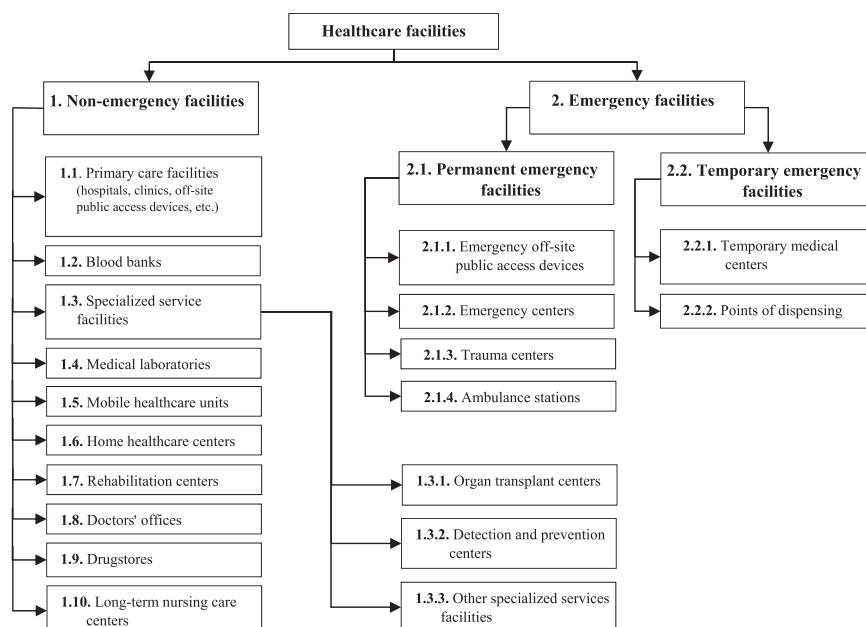 Healthcare facilities
1. Non-emergency facilities
2. Emergency facilities
1.1. Primary care facilities
(hospitals, clinics, off-site
public access devices, etc.)
1.2. Blood banks
1.3. Specialized service
facilities
1.4. Medical laboratories
1.5. Mobile healthcare units
1.6. Home healthcare centers
1.7. Rehabilitation centers
1.8. Doctors' offices
1.9. Drugstores
1.10. Long-term nursing care
centers
2.1. Permanent emergency
facilities
2.1.1. Emergency off-site
public access devices
2.1.2. Emergency centers
2.1.3. Trauma centers
2.1.4. Ambulance stations
1.3.1. Organ transplant centers
1.3.2. Detection and prevention
centers
1.3.3. Other specialized services
facilities
2.2. Temporary emergency
facilities
2.2.1. Temporary medical
centers
2.2.2. Points of dispensing